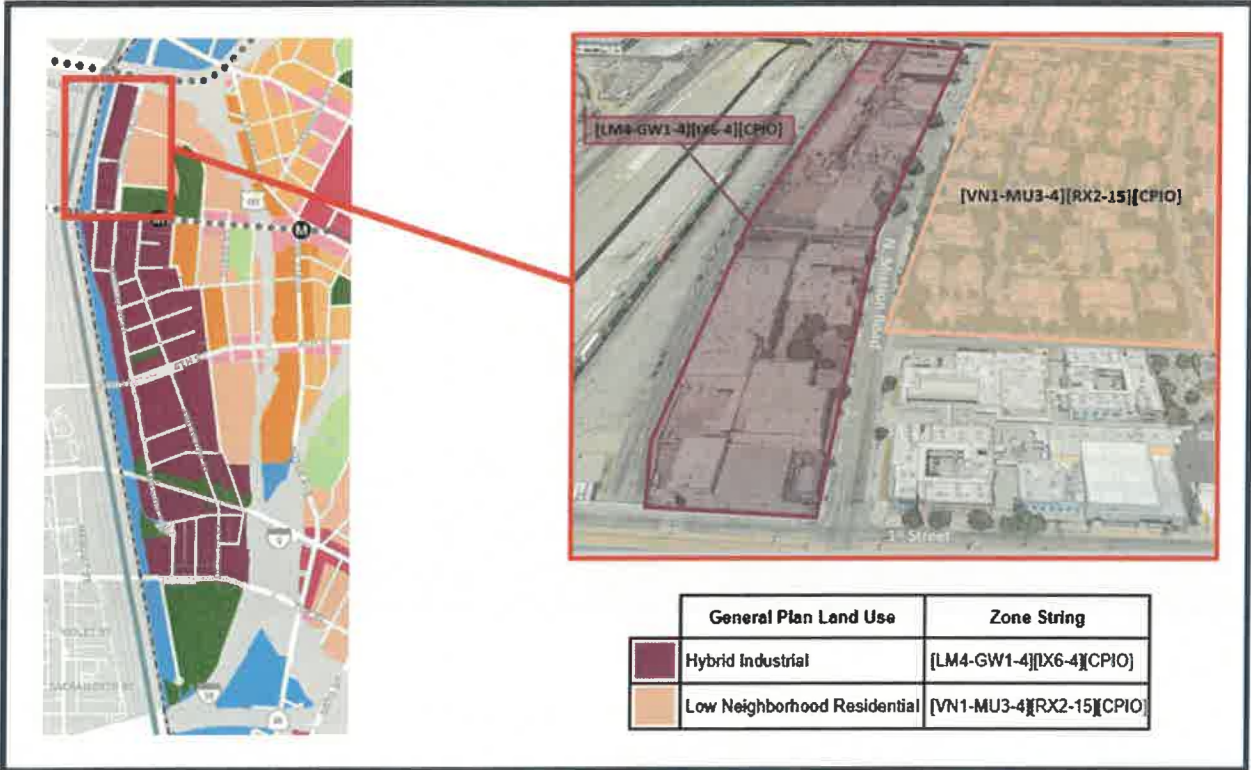 [LM4-GW1-4][IX6-4][CPIO]
[VN1-MU3-4][RX2-15][CPIO]
N. Mission Road
1st Street
4TH S
M
General Plan Land Use
Zone String
Hybrid Industrial
[LM4-GW1-4][IX6-4][CPIO]
Low Neighborhood Residential
[VN1-MU3-4][RX2-15][CPIO]